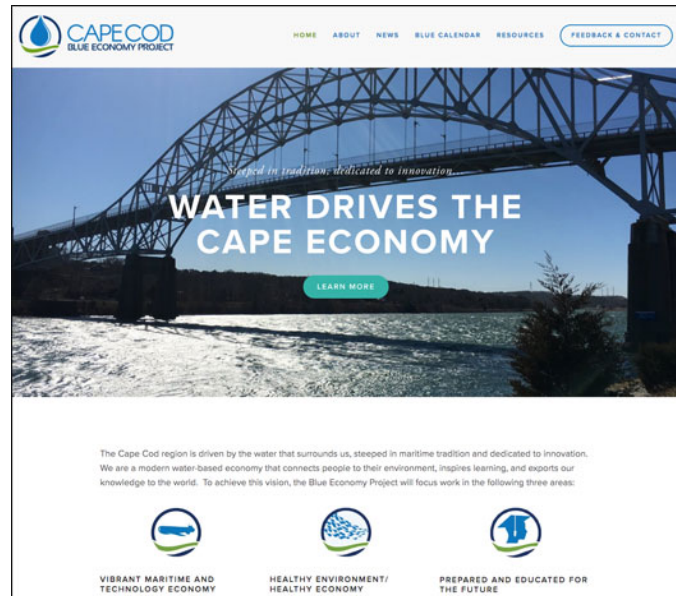 CAPE COD
BLUE ECONOMY PROJECT
HOME ABOUT NEWS BLUE CALENDAR RESOURCES FEEDBACK & CONTACT
Steeped in tradition, dedicated to innovation...
WATER DRIVES THE
CAPE ECONOMY
LEARN MORE
The Cape Cod region is driven by the water that surrounds us, steeped in maritime tradition and dedicated to innovation.
We are a modern water-based economy that connects people to their environment, inspires learning, and exports our
knowledge to the world. To achieve this vision, the Blue Economy Project will focus work in the following three areas:
VIBRANT MARITIME AND
TECHNOLOGY ECONOMY
HEALTHY ENVIRONMENT/
HEALTHY ECONOMY
PREPARED AND EDUCATED FOR
THE FUTURE